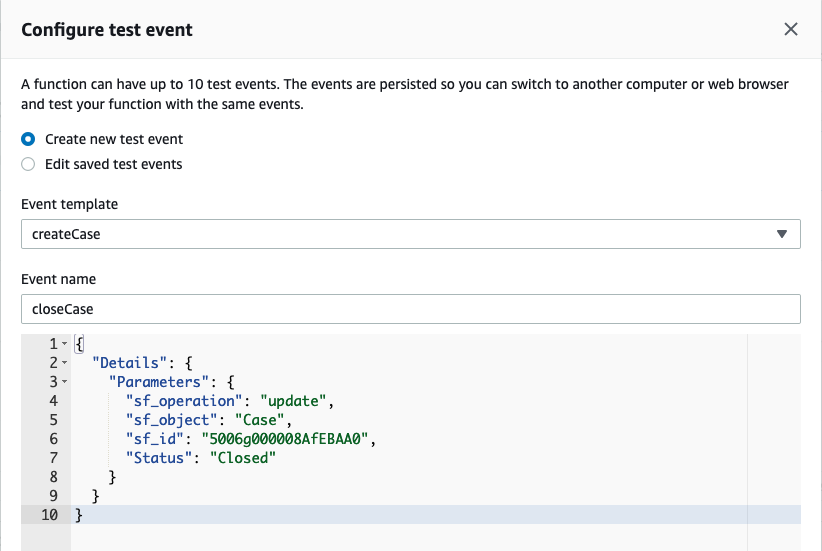 Configure test event
A function can have up to 10 test events. The events are persisted so you can switch to another computer or web browser
and test your function with the same events.
Create new test event
Edit saved test events
Event template
createCase
Event name
closeCase
1 {
2 "Details": {
3 "Parameters": {
4 "sf_operation": "update",
5 "sf_object": "Case",
6 "sf_id": "5006g000008AfEBAA0",
7 "Status": "Closed"
8 }
9 }
10 }